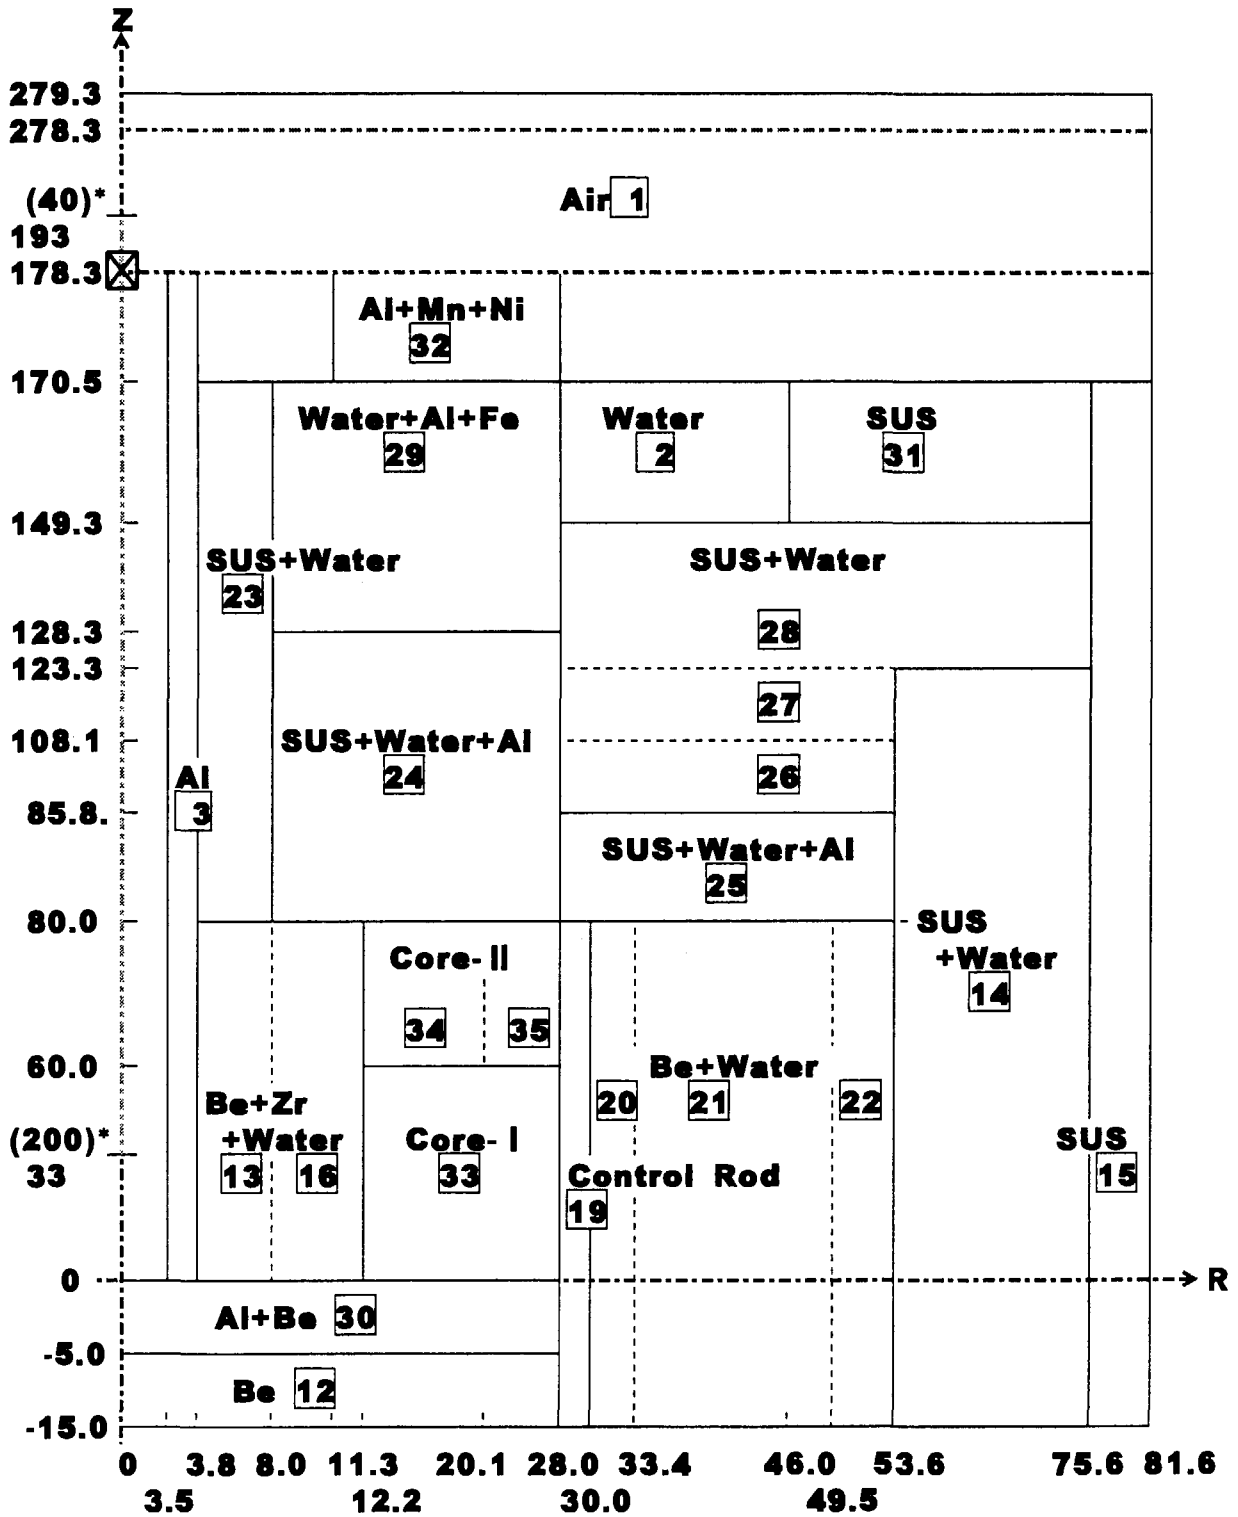 Z
279.3
278.3
(40)*
Air 1
193
178.3
Al+Mn+Ni
32
170.5
Water+Al+Fe Water SUS
29 2 31
149.3
SUS+Water SUS+Water
23
128.3 28
123.3
27
108.1 SUS+Water+Al
Al 24 26
85.8. 3
SUS+Water+Al
25
80.0 SUS
Core-II +Water
14
34 35
60.0 Be+Water
Be+Zr 20 21 22
(200)* +Water Core-I SUS
33 13 16 33 Control Rod 15
19
0 R
Al+Be 30
-5.0
Be 12
-15.0
0 3.8 8.0 11.3 20.1 28.0 33.4 46.0 53.6 75.6 81.6
3.5 12.2 30.0 49.5